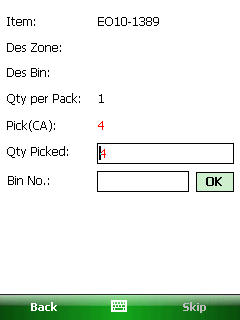 Item: EO10-1389
Des Zone:
Des Bin:
Qty per Pack: 1
Pick(CA): 4
Qty Picked: 4
Bin No.: OK
Back Skip